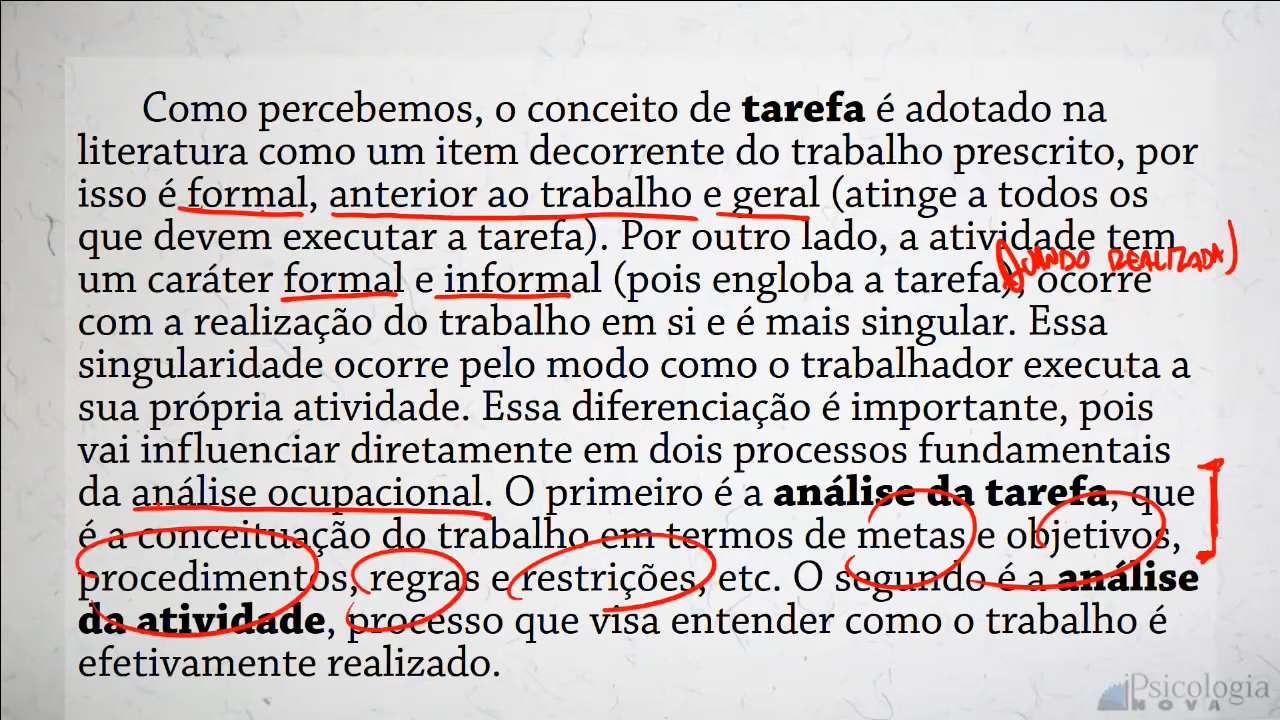 Como percebemos, o conceito de tarefa é adotado na
literatura como um item decorrente do trabalho prescrito, por
isso é formal, anterior ao trabalho e geral (atinge a todos os
que devem executar a tarefa). Por outro lado, a atividade tem
um caráter formal e informal (pois engloba a tarefa), ocorre
QUANDO REALIZADA)
com a realização do trabalho em si e é mais singular. Essa
singularidade ocorre pelo modo como o trabalhador executa a
sua própria atividade. Essa diferenciação é importante, pois
vai influenciar diretamente em dois processos fundamentais
da análise ocupacional. O primeiro é a análise da tarefa, que
é a conceituação do trabalho em termos de metas e objetivos,
procedimentos, regras e restrições, etc. O segundo é a análise
da atividade, processo que visa entender como o trabalho é
efetivamente realizado.
Psicologia
NOVA